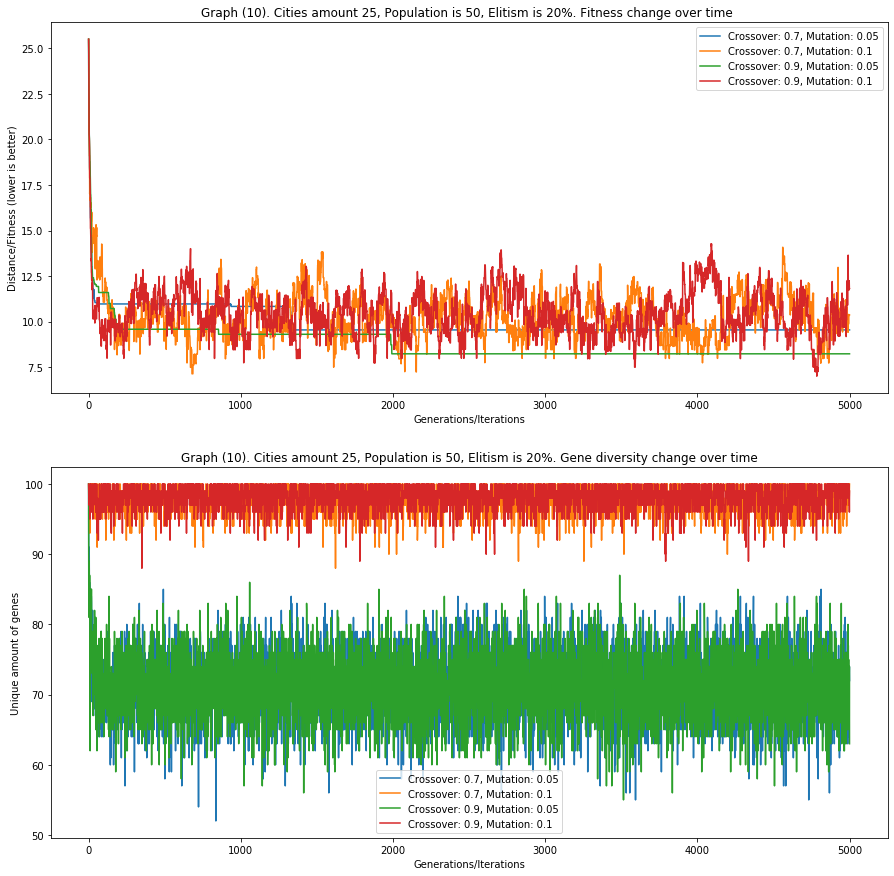 Graph (10). Cities amount 25, Population is 50, Elitism is 20%. Fitness change over time
Crossover: 0.7, Mutation: 0.05
Crossover: 0.7, Mutation: 0.1
Crossover: 0.9, Mutation: 0.05
Crossover: 0.9, Mutation: 0.1
Distance/Fitness (lower is better)
25.0
22.5
20.0
17.5
15.0
12.5
10.0
7.5
0 1000 2000 3000 4000 5000
Generations/Iterations
Graph (10). Cities amount 25, Population is 50, Elitism is 20%. Gene diversity change over time
Unique amount of genes
100
90
80
70
60
50
Crossover: 0.7, Mutation: 0.05
Crossover: 0.7, Mutation: 0.1
Crossover: 0.9, Mutation: 0.05
Crossover: 0.9, Mutation: 0.1
0 1000 2000 3000 4000 5000
Generations/Iterations